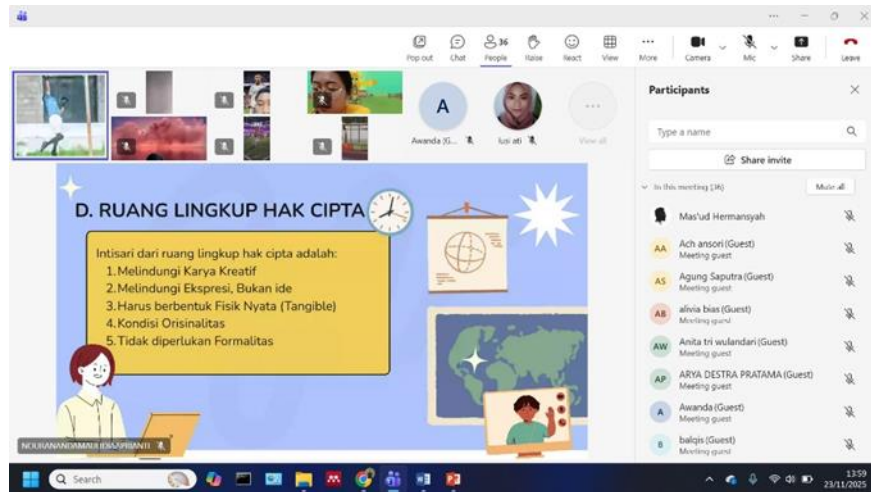 36
Pop out Chat People Raise React View More Camera Mic Share Leave
Participants
Type a name
Share invite
In this meeting (36) Mute all
Mas'ud Hermansyah
AA Ach ansori (Guest)
Meeting guest
AS Agung Saputra (Guest)
Meeting guest
AB alivia bias (Guest)
Meeting guest
AW Anita tri wulandari (Guest)
Meeting guest
AP ARYA DESTRA PRATAMA (Guest)
Meeting guest
A Awanda (Guest)
Meeting guest
B balqis (Guest)
Meeting guest
A
Awanda (G... lusi ati View all
D. RUANG LINGKUP HAK CIPTA
Intisari dari ruang lingkup hak cipta adalah:
1. Melindungi Karya Kreatif
2. Melindungi Ekspresi, Bukan ide
3. Harus berbentuk Fisik Nyata (Tangible)
4. Kondisi Orisinalitas
5. Tidak diperlukan Formalitas
Search
13:59
23/11/2025